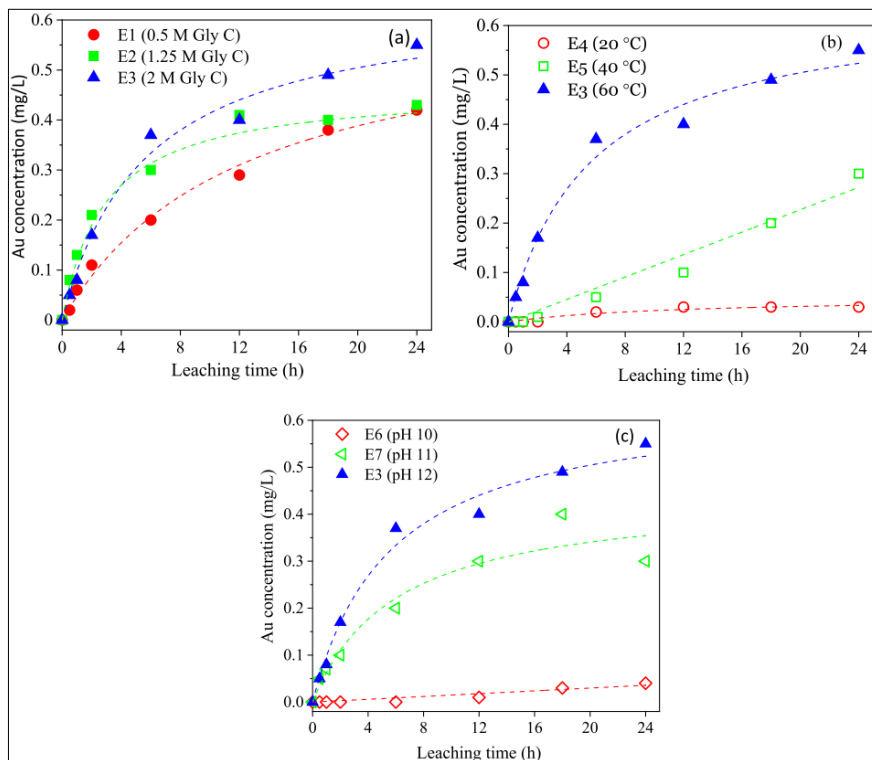 (a)
E1 (0.5 M Gly C)
E2 (1.25 M Gly C)
E3 (2 M Gly C)
Au concentration (mg/L)
0.6
0.5
0.4
0.3
0.2
0.1
0.0
0 4 8 12 16 20 24
Leaching time (h)
(b)
E4 (20 °C)
E5 (40 °C)
E3 (60 °C)
Au concentration (mg/L)
0.6
0.5
0.4
0.3
0.2
0.1
0.0
0 4 8 12 16 20 24
Leaching time (h)
(c)
E6 (pH 10)
E7 (pH 11)
E3 (pH 12)
Au concentration (mg/L)
0.6
0.5
0.4
0.3
0.2
0.1
0.0
0 4 8 12 16 20 24
Leaching time (h)